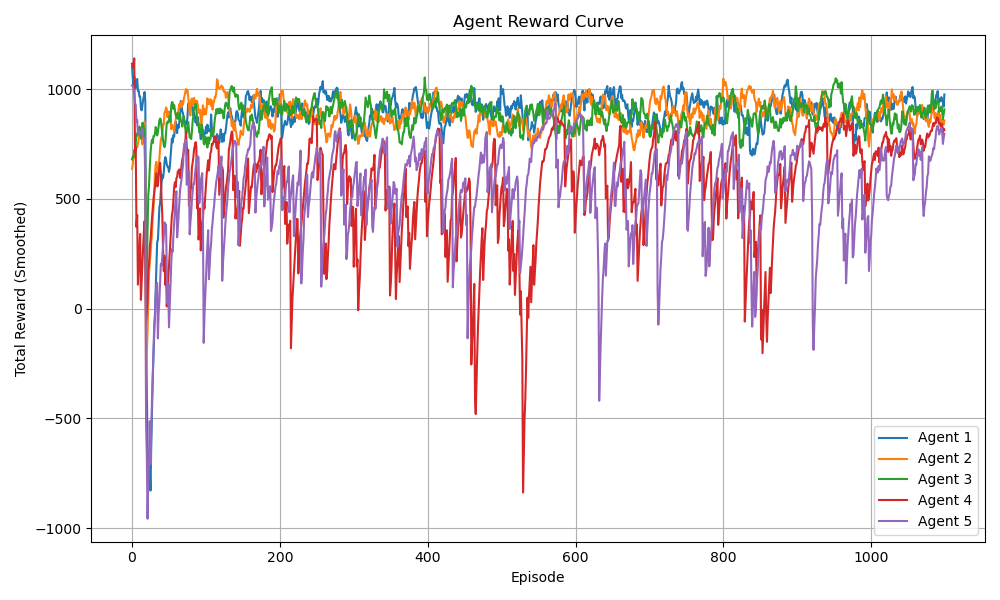 Agent Reward Curve
Total Reward (Smoothed)
1000
500
0
−500
−1000
0
200
400
600
800
1000
Episode
Agent 1
Agent 2
Agent 3
Agent 4
Agent 5